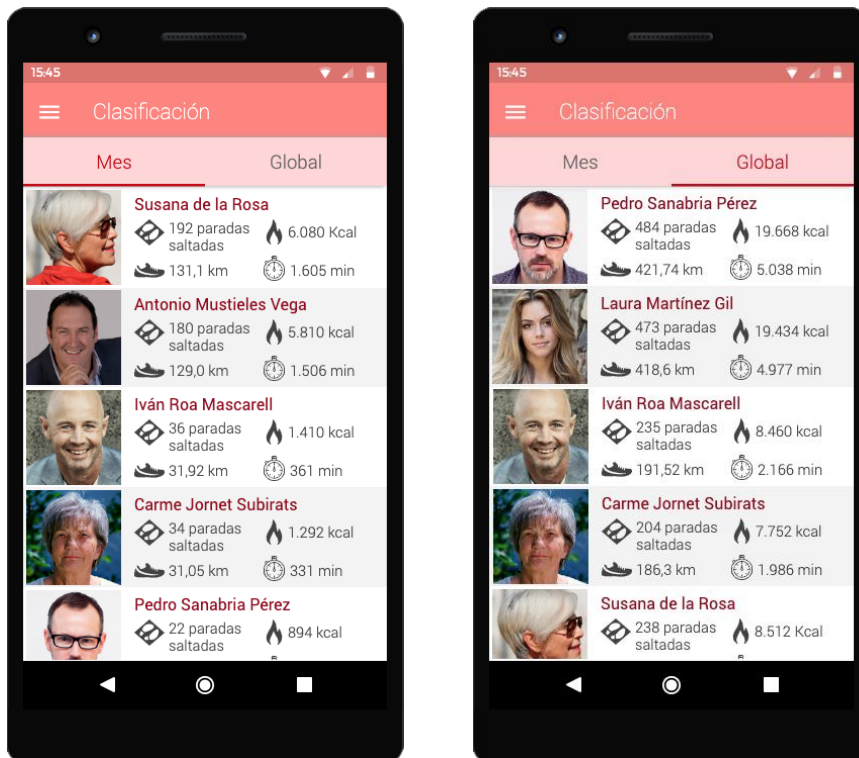 15:45
Clasificación
Mes Global
Susana de la Rosa
192 paradas saltadas 6.080 Kcal
131,1 km 1.605 min
Antonio Mustieles Vega
180 paradas saltadas 5.810 kcal
129,0 km 1.506 min
Iván Roa Mascarell
36 paradas saltadas 1.410 kcal
31,92 km 361 min
Carme Jornet Subirats
34 paradas saltadas 1.292 kcal
31,05 km 331 min
Pedro Sanabria Pérez
22 paradas saltadas 894 kcal
15:45
Clasificación
Mes Global
Pedro Sanabria Pérez
484 paradas saltadas 19.668 kcal
421,74 km 5.038 min
Laura Martínez Gil
473 paradas saltadas 19.434 kcal
418,6 km 4.977 min
Iván Roa Mascarell
235 paradas saltadas 8.460 kcal
191,52 km 2.166 min
Carme Jornet Subirats
204 paradas saltadas 7.752 kcal
186,3 km 1.986 min
Susana de la Rosa
238 paradas saltadas 8.512 Kcal